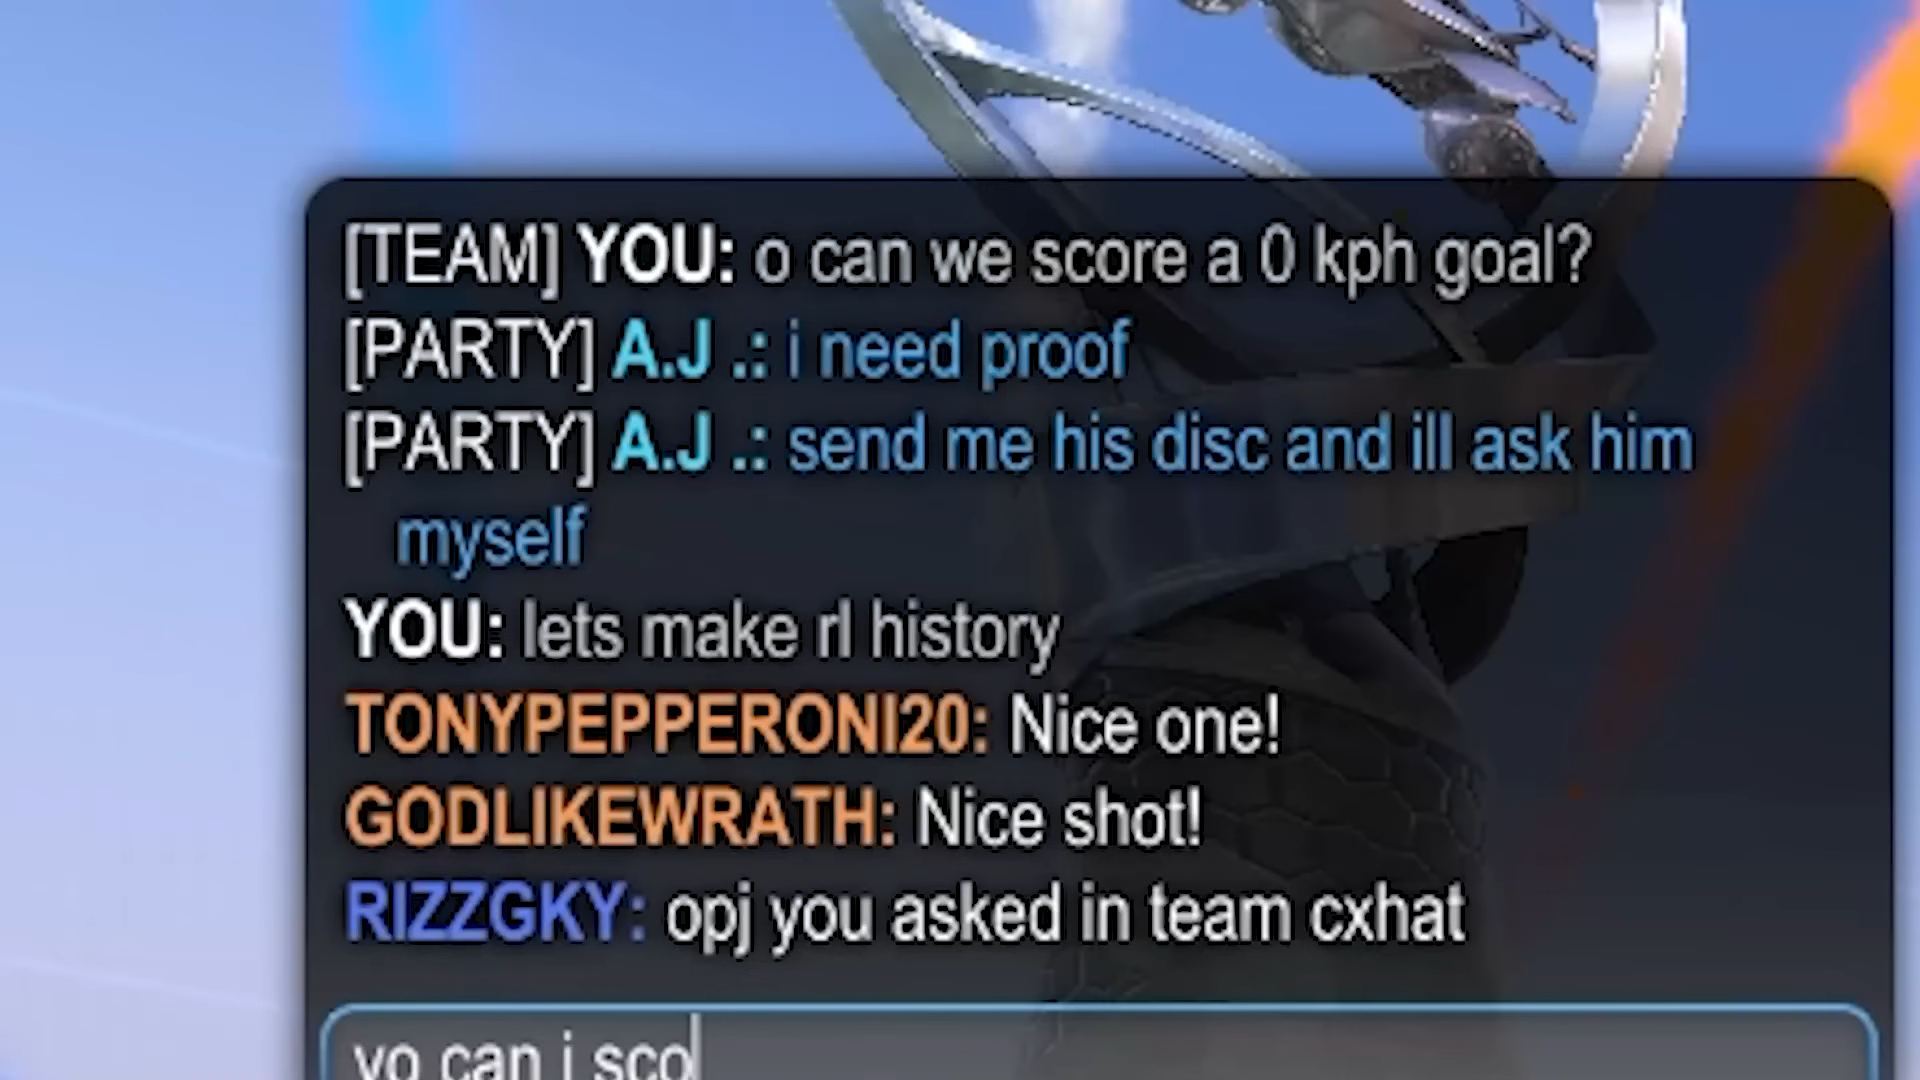 [TEAM] YOU: o can we score a 0 kph goal?
[PARTY] A.J .: i need proof
[PARTY] A.J .: send me his disc and ill ask him
myself
YOU: lets make rl history
TONYPEPPERONI20: Nice one!
GODLIKEWRATH: Nice shot!
RIZZGKY: opj you asked in team cxhat
yo can i sco